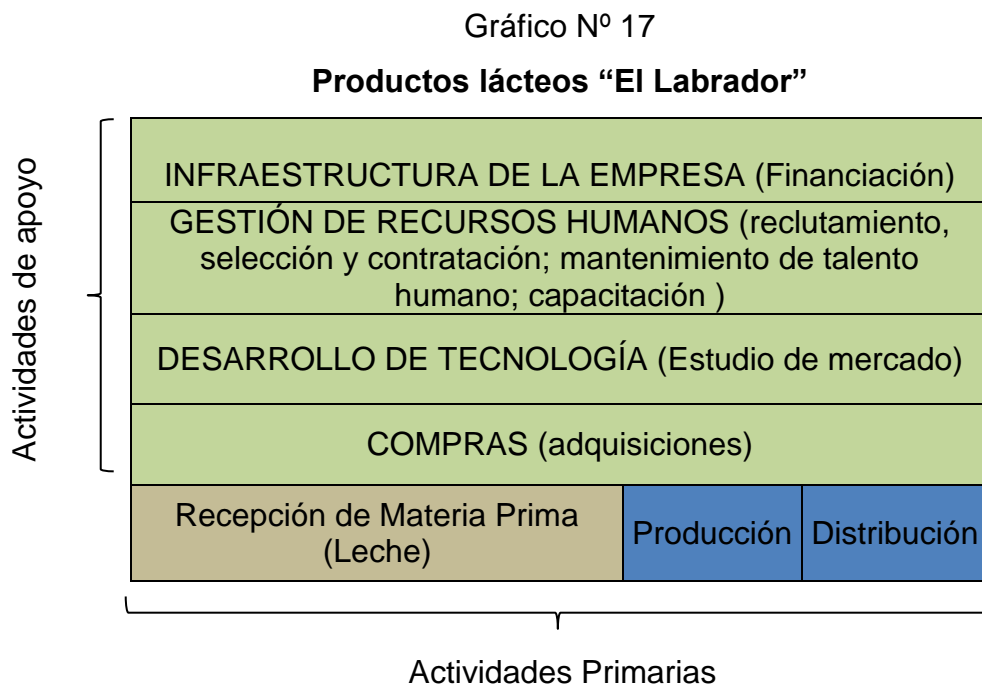 Gráfico Nº 17
Productos lácteos “El Labrador”
Actividades de apoyo
INFRAESTRUCTURA DE LA EMPRESA (Financiación)
GESTIÓN DE RECURSOS HUMANOS (reclutamiento,
selección y contratación; mantenimiento de talento
humano; capacitación )
DESARROLLO DE TECNOLOGÍA (Estudio de mercado)
COMPRAS (adquisiciones)
Recepción de Materia Prima
(Leche)
Producción
Distribución
Actividades Primarias